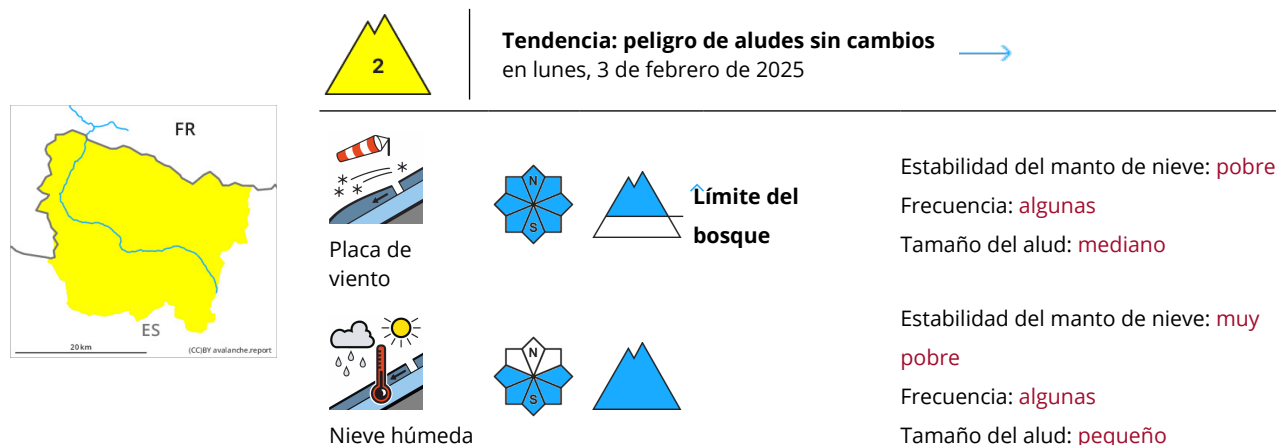 2
Tendencia: peligro de aludes sin cambios
en lunes, 3 de febrero de 2025
FR
ES
20 km
(CC)BY avalanche.report
Placa de
viento
N
S
Límite del
bosque
Estabilidad del manto de nieve: pobre
Frecuencia: algunas
Tamaño del alud: mediano
Nieve húmeda
N
S
Estabilidad del manto de nieve: muy
pobre
Frecuencia: algunas
Tamaño del alud: pequeño